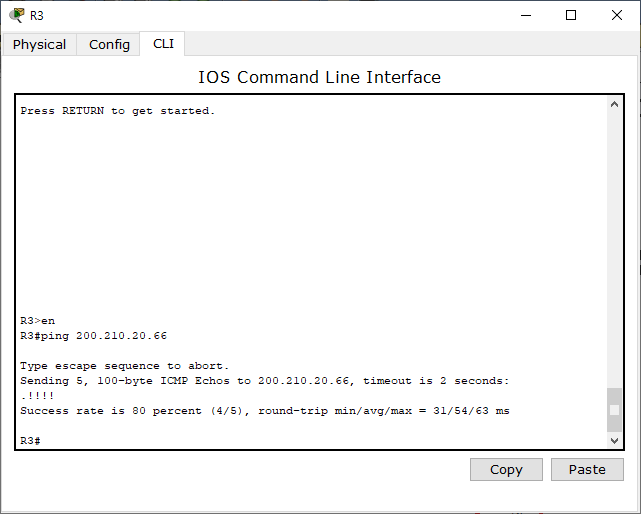 R3
Physical Config CLI
IOS Command Line Interface
Press RETURN to get started.
R3>en
R3#ping 200.210.20.66
Type escape sequence to abort.
Sending 5, 100-byte ICMP Echos to 200.210.20.66, timeout is 2 seconds:
.!!!!
Success rate is 80 percent (4/5), round-trip min/avg/max = 31/54/63 ms
R3#
Copy Paste